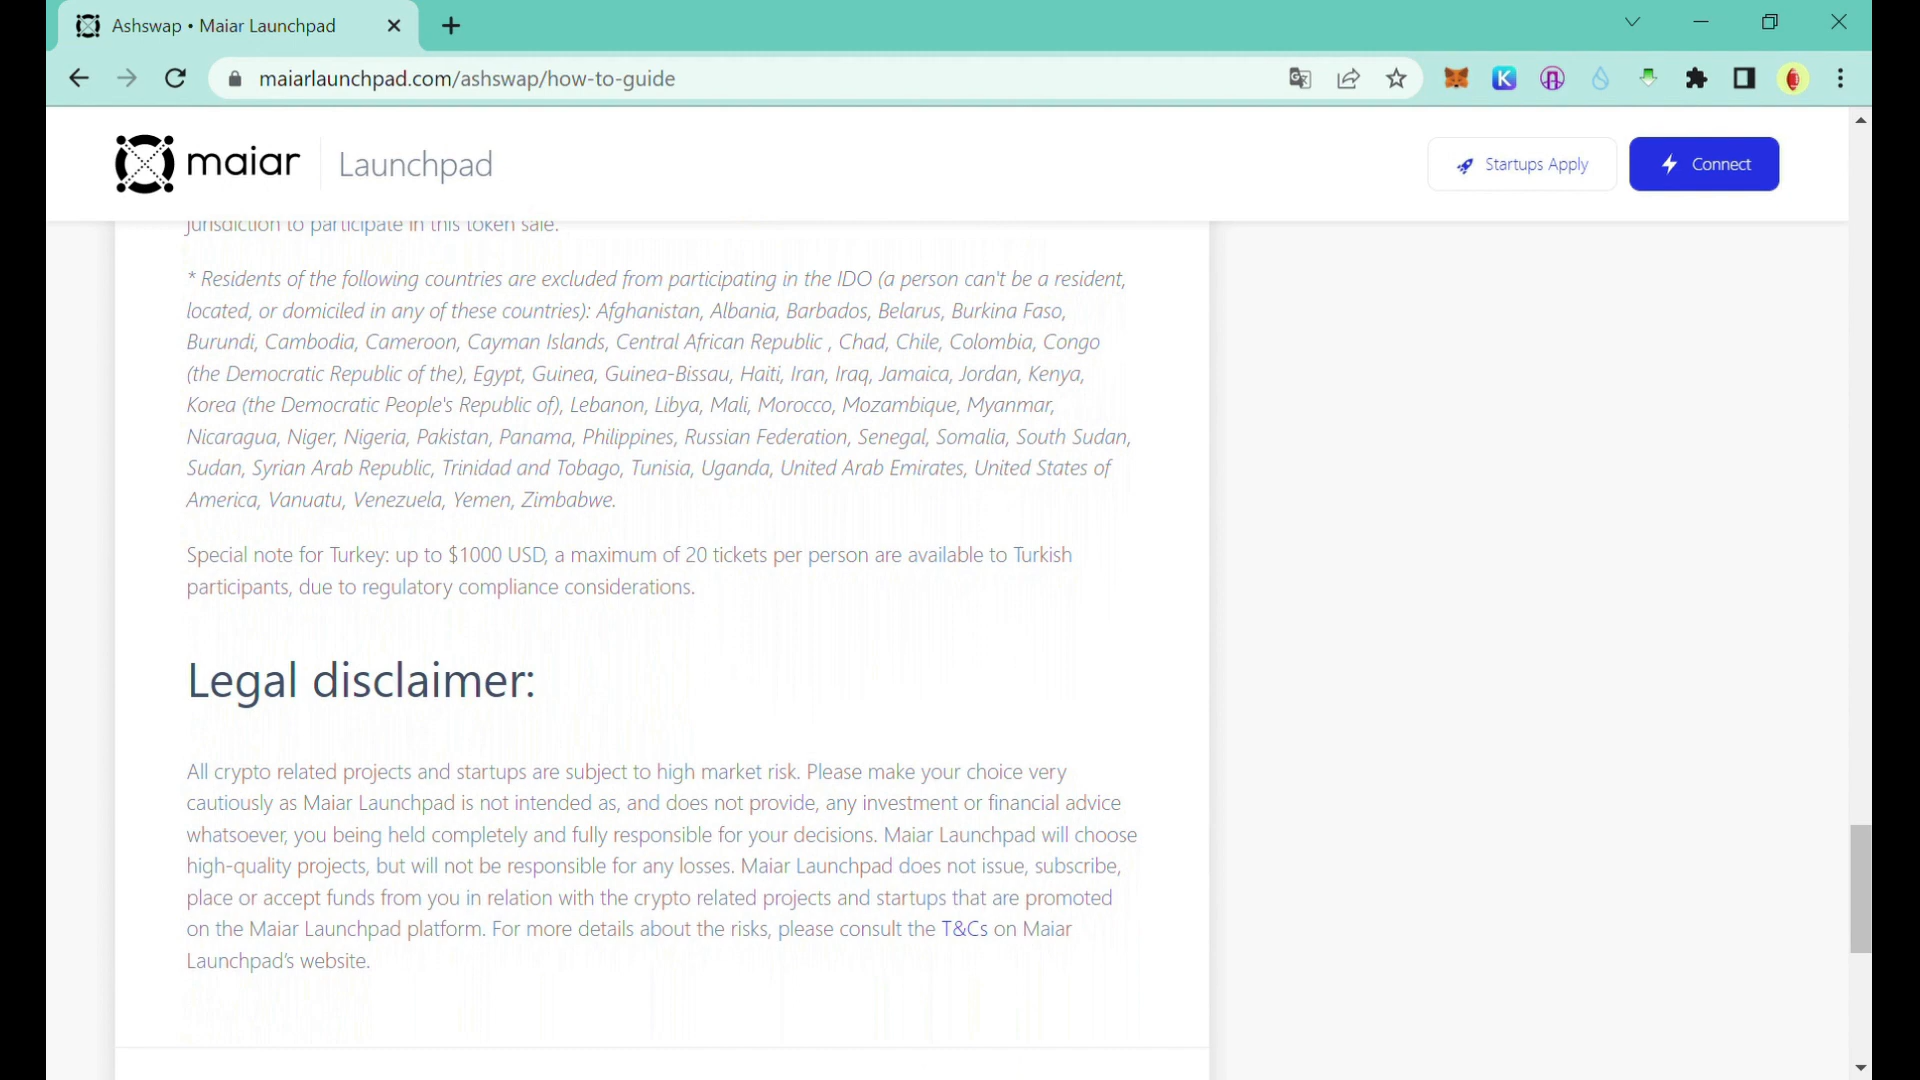 Ashswap • Maiar Launchpad
maiarlaunchpad.com/ashswap/how-to-guide
maiar Launchpad
Startups Apply
Connect
jurisdiction to participate in this token sale.
* Residents of the following countries are excluded from participating in the IDO (a person can't be a resident,
located, or domiciled in any of these countries): Afghanistan, Albania, Barbados, Belarus, Burkina Faso,
Burundi, Cambodia, Cameroon, Cayman Islands, Central African Republic , Chad, Chile, Colombia, Congo
(the Democratic Republic of the), Egypt, Guinea, Guinea-Bissau, Haiti, Iran, Iraq, Jamaica, Jordan, Kenya,
Korea (the Democratic People's Republic of), Lebanon, Libya, Mali, Morocco, Mozambique, Myanmar,
Nicaragua, Niger, Nigeria, Pakistan, Panama, Philippines, Russian Federation, Senegal, Somalia, South Sudan,
Sudan, Syrian Arab Republic, Trinidad and Tobago, Tunisia, Uganda, United Arab Emirates, United States of
America, Vanuatu, Venezuela, Yemen, Zimbabwe.
Special note for Turkey: up to $1000 USD, a maximum of 20 tickets per person are available to Turkish
participants, due to regulatory compliance considerations.
Legal disclaimer:
All crypto related projects and startups are subject to high market risk. Please make your choice very
cautiously as Maiar Launchpad is not intended as, and does not provide, any investment or financial advice
whatsoever, you being held completely and fully responsible for your decisions. Maiar Launchpad will choose
high-quality projects, but will not be responsible for any losses. Maiar Launchpad does not issue, subscribe,
place or accept funds from you in relation with the crypto related projects and startups that are promoted
on the Maiar Launchpad platform. For more details about the risks, please consult the T&Cs on Maiar
Launchpad’s website.